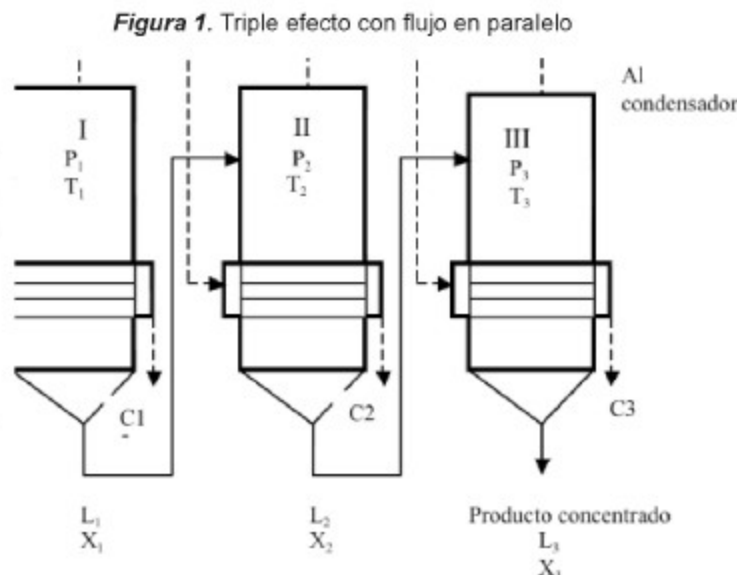 Figura 1. Triple efecto con flujo en paralelo
Al
condensador
I
P₁
T₁
II
P₂
T₂
III
P₃
T₃
C1
C2
C3
L₁
X₁
L₂
X₂
Producto concentrado
L₃